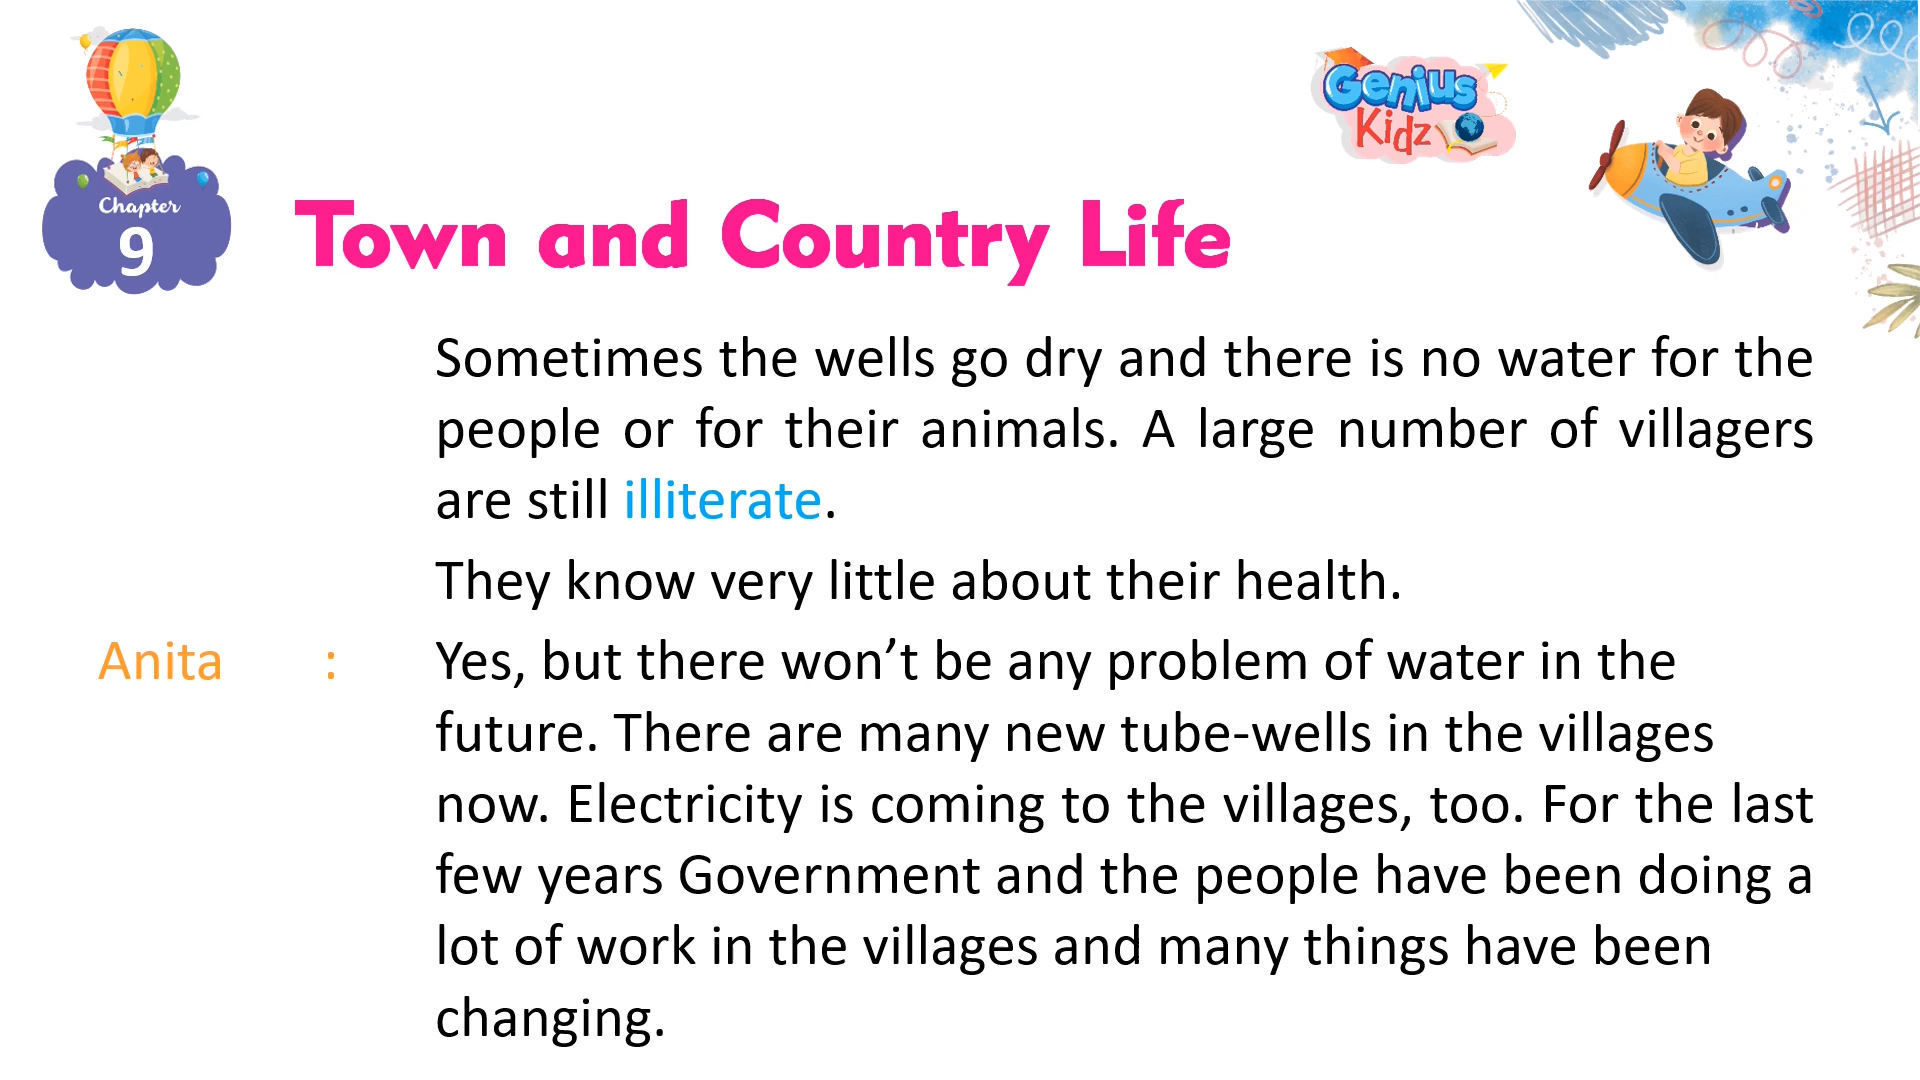 Genius
Kidz
Chapter
9
Town and Country Life
Sometimes the wells go dry and there is no water for the
people or for their animals. A large number of villagers
are still illiterate.
They know very little about their health.
Anita : Yes, but there won’t be any problem of water in the
future. There are many new tube-wells in the villages
now. Electricity is coming to the villages, too. For the last
few years Government and the people have been doing a
lot of work in the villages and many things have been
changing.